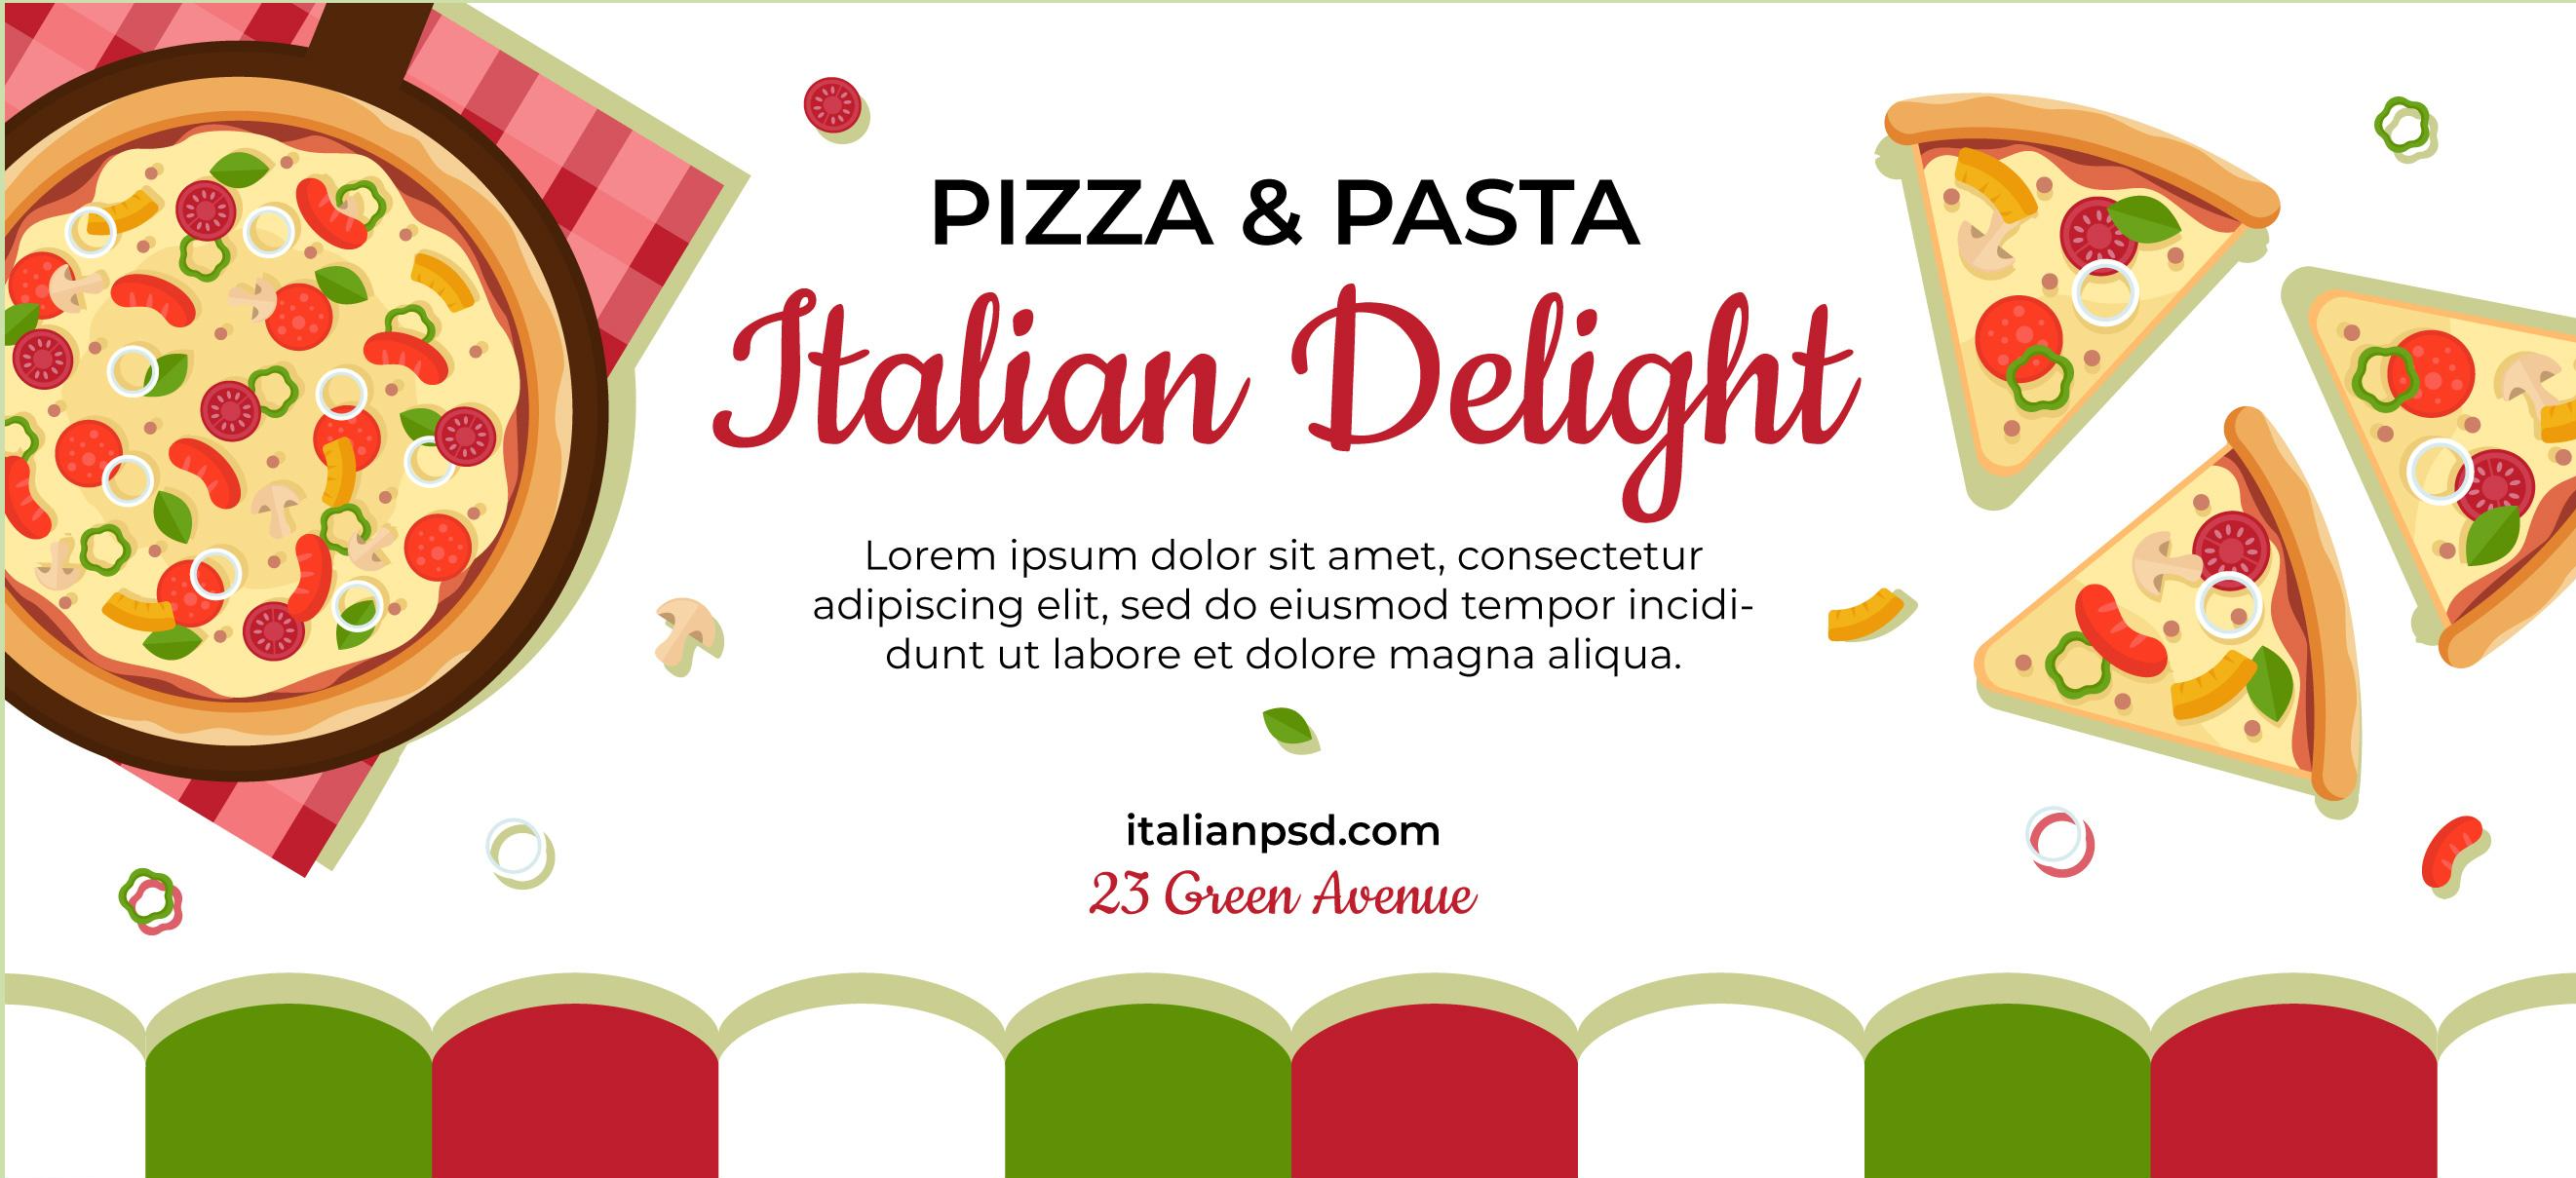 PIZZA & PASTA
Italian Delight
Lorem ipsum dolor sit amet, consectetur
adipiscing elit, sed do eiusmod tempor incidi-
dunt ut labore et dolore magna aliqua.
italianpsd.com
23 Green Avenue